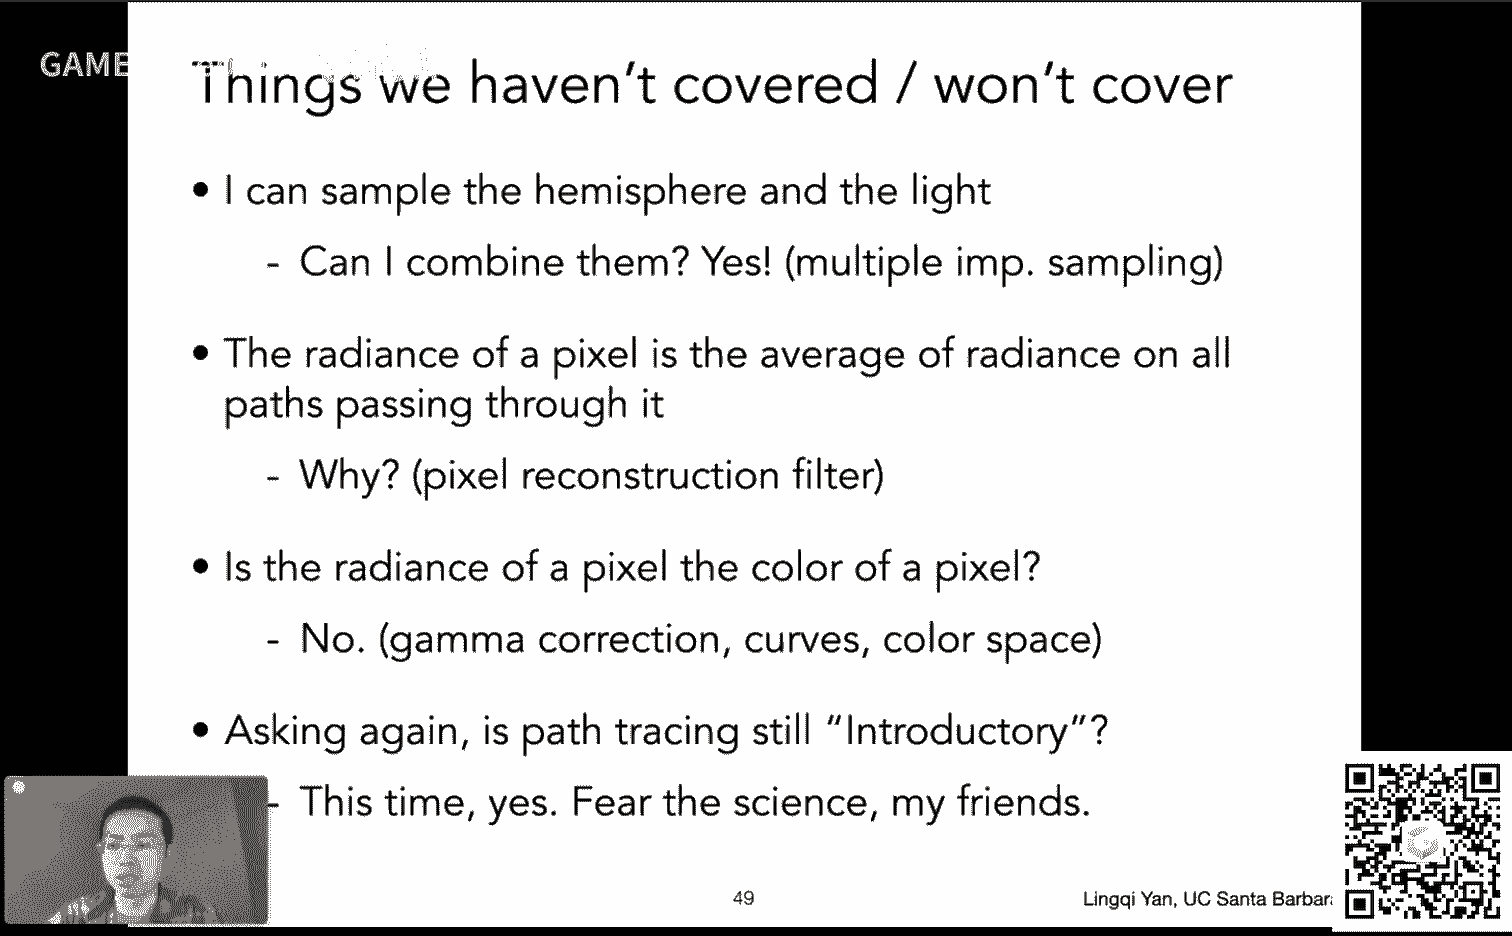 GAME
Things we haven't covered / won't cover
• I can sample the hemisphere and the light
- Can I combine them? Yes! (multiple imp. sampling)
• The radiance of a pixel is the average of radiance on all
paths passing through it
- Why? (pixel reconstruction filter)
• Is the radiance of a pixel the color of a pixel?
- No. (gamma correction, curves, color space)
• Asking again, is path tracing still “Introductory”?
- This time, yes. Fear the science, my friends.
49
Lingqi Yan, UC Santa Barbar